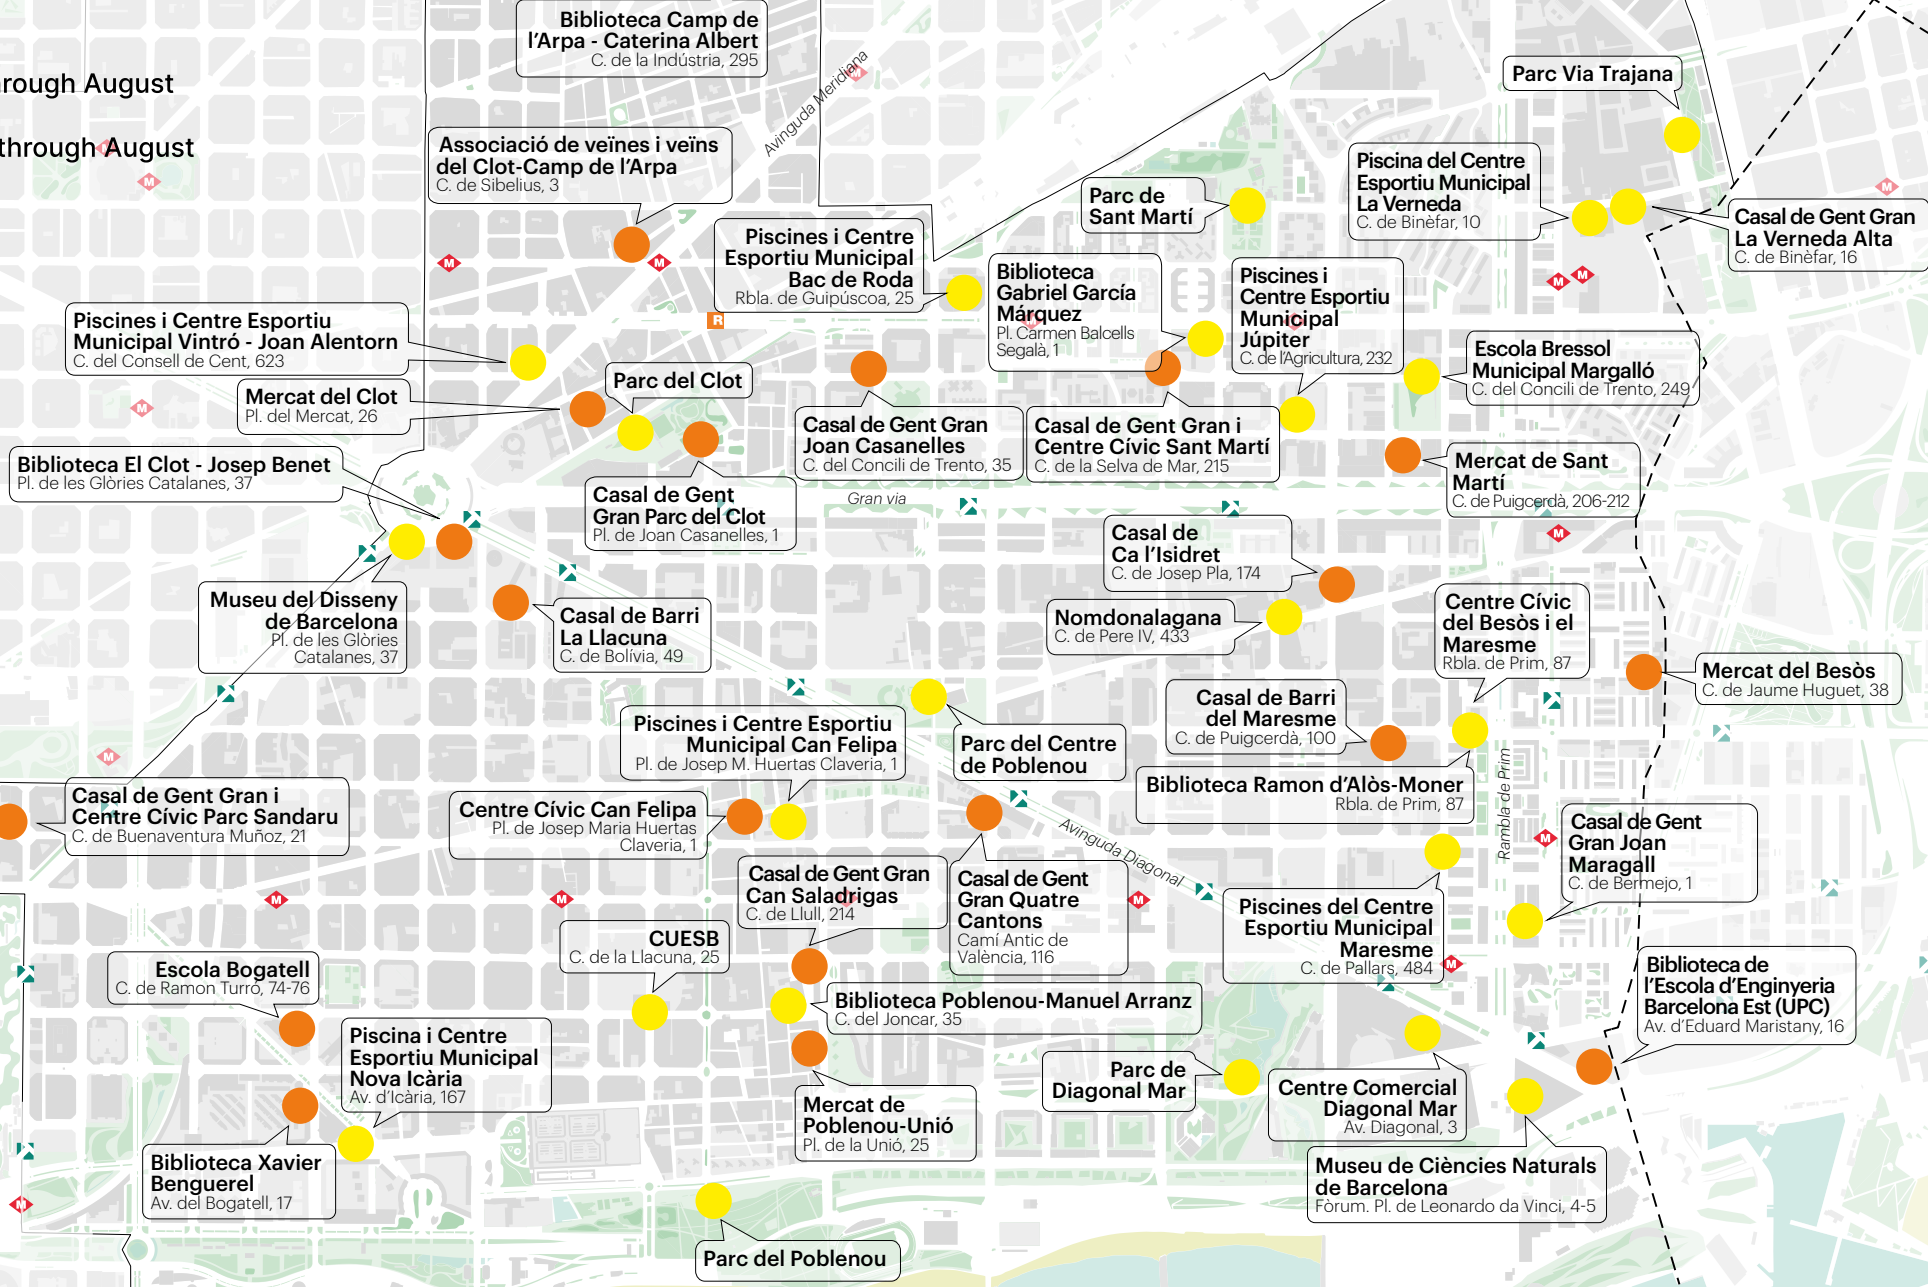 Biblioteca Camp de
l'Arpa - Caterina Albert
C. de la Indústria, 295
rough August
through August
Avinguda Meridiana
Parc Via Trajana
Associació de veïnes i veïns
del Clot-Camp de l'Arpa
C. de Sibelius, 3
Piscina del Centre
Esportiu Municipal
La Verneda
C. de Binèfar, 10
Parc de
Sant Martí
Casal de Gent Gran
La Verneda Alta
C. de Binèfar, 16
Piscines i Centre
Esportiu Municipal
Bac de Roda
Rbla. de Guipúscoa, 25
Biblioteca
Gabriel García
Márquez
Pl. Carmen Balcells
Segalà, 1
Piscines i
Centre Esportiu
Municipal
Júpiter
C. de l'Agricultura, 232
R
Piscines i Centre Esportiu
Municipal Vintró - Joan Alentorn
C. del Consell de Cent, 623
Escola Bressol
Municipal Margalló
C. del Concili de Trento, 249
Mercat del Clot
Pl. del Mercat, 26
Parc del Clot
Casal de Gent Gran
Joan Casanelles
C. del Concili de Trento, 35
Casal de Gent Gran i
Centre Cívic Sant Martí
C. de la Selva de Mar, 215
Biblioteca El Clot - Josep Benet
Pl. de les Glòries Catalanes, 37
Mercat de Sant
Martí
C. de Puigcerdà, 206-212
Casal de Gent
Gran Parc del Clot
Pl. de Joan Casanelles, 1
Gran via
Casal de
Ca l'Isidret
C. de Josep Pla, 174
Museu del Disseny
de Barcelona
Pl. de les Glòries
Catalanes, 37
Casal de Barri
La Llacuna
C. de Bolívia, 49
Nomdonalagana
C. de Pere IV, 433
Centre Cívic
del Besòs i el
Maresme
Rbla. de Prim, 87
Mercat del Besòs
C. de Jaume Huguet, 38
Casal de Barri
del Maresme
C. de Puigcerdà, 100
Piscines i Centre Esportiu
Municipal Can Felipa
Pl. de Josep M. Huertas Claveria, 1
Parc del Centre
de Poblenou
Biblioteca Ramon d'Alòs-Moner
Rbla. de Prim, 87
Rambla de Prim
Casal de Gent Gran i
Centre Cívic Parc Sandaru
C. de Buenaventura Muñoz, 21
Centre Cívic Can Felipa
Pl. de Josep Maria Huertas
Claveria, 1
Avinguda Diagonal
Casal de Gent
Gran Joan
Maragall
C. de Bermejo, 1
Casal de Gent Gran
Can Saladrigas
C. de Llull, 214
Casal de Gent
Gran Quatre
Cantons
Camí Antic de
València, 116
Piscines del Centre
Esportiu Municipal
Maresme
C. de Pallars, 484
CUESB
C. de la Llacuna, 25
Escola Bogatell
C. de Ramon Turró, 74-76
Biblioteca de
l'Escola d'Enginyeria
Barcelona Est (UPC)
Av. d'Eduard Maristany, 16
Biblioteca Poblenou-Manuel Arranz
C. del Joncar, 35
Piscina i Centre
Esportiu Municipal
Nova Icària
Av. d'Icària, 167
Parc de
Diagonal Mar
Centre Comercial
Diagonal Mar
Av. Diagonal, 3
Mercat de
Poblenou-Unió
Pl. de la Unió, 25
Biblioteca Xavier
Benguerel
Av. del Bogatell, 17
Museu de Ciències Naturals
de Barcelona
Fòrum. Pl. de Leonardo da Vinci, 4-5
Parc del Poblenou